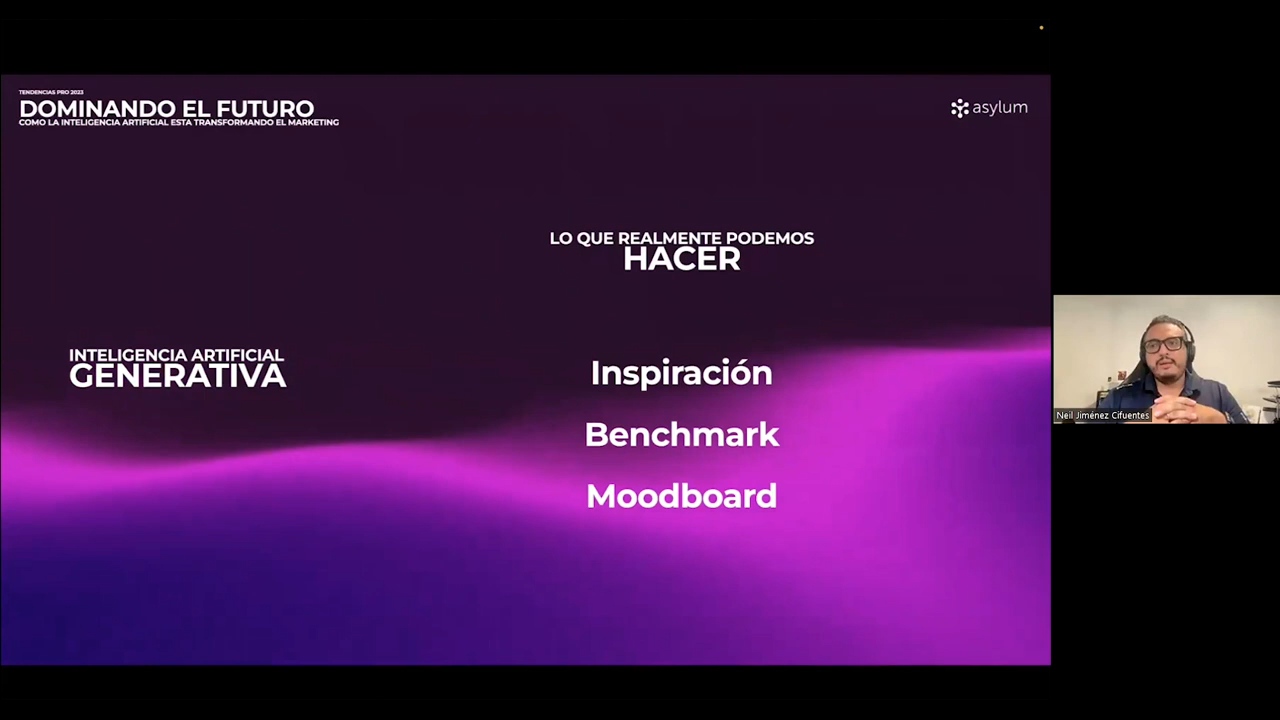 TENDENCIAS PRO 2023
DOMINANDO EL FUTURO
COMO LA INTELIGENCIA ARTIFICIAL ESTA TRANSFORMANDO EL MARKETING
asylum
LO QUE REALMENTE PODEMOS
HACER
INTELIGENCIA ARTIFICIAL
GENERATIVA
Inspiración
Benchmark
Moodboard
Neil Jiménez Cifuentes